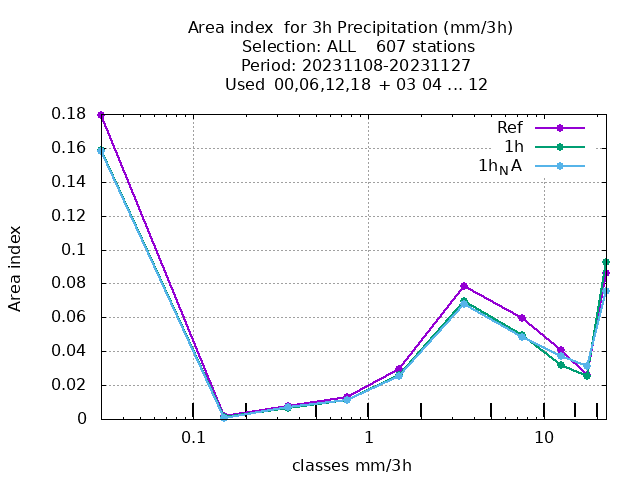 Area index  for 3h Precipitation (mm/3h)
Selection: ALL    607 stations
Period: 20231108-20231127
Used  00,06,12,18  + 03 04 ... 12
Ref
1h
1h_NA
0.18
0.16
0.14
0.12
0.1
0.08
0.06
0.04
0.02
0
Area index
0.1
1
10
classes mm/3h